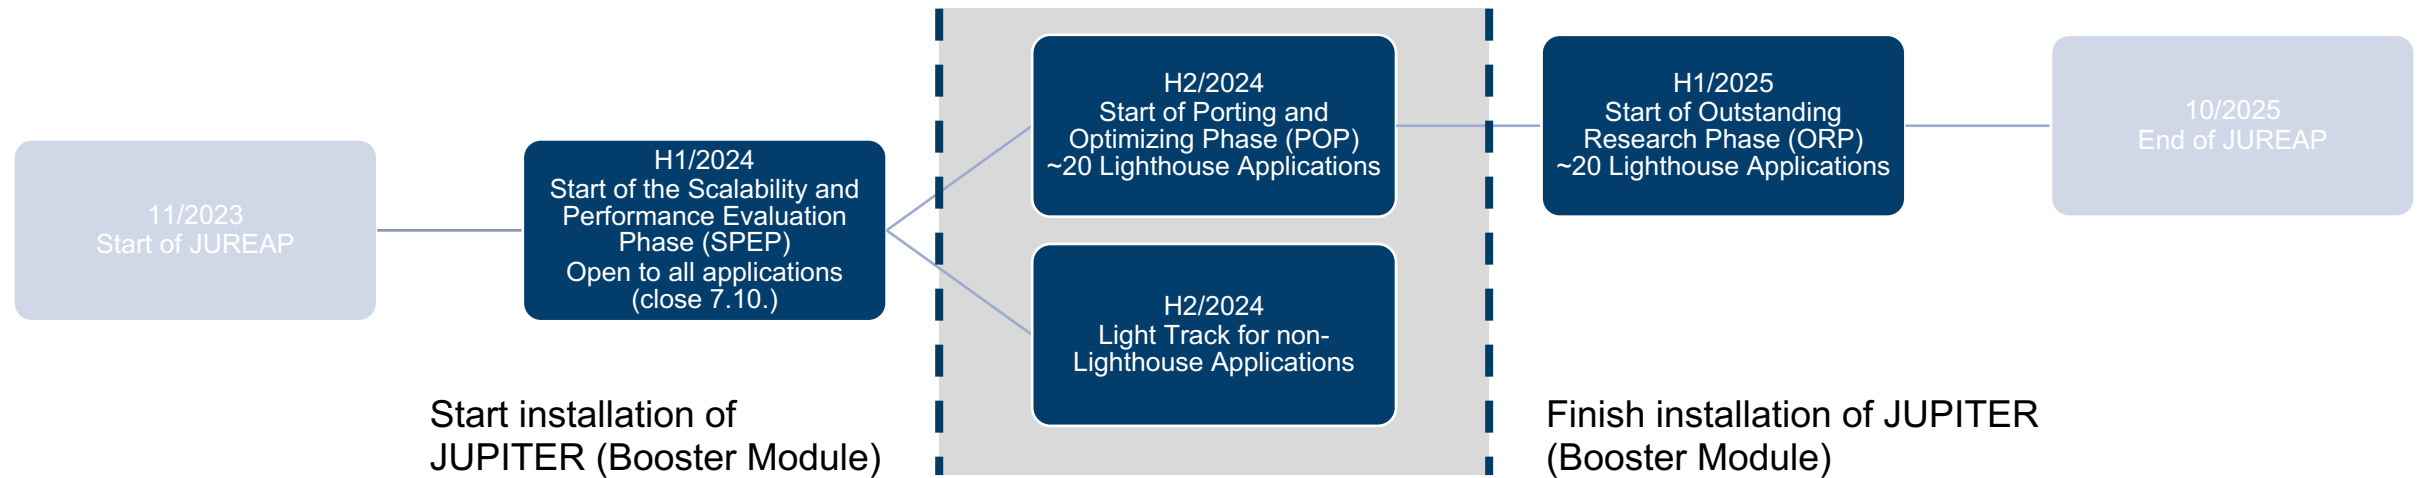 11/2023
Start of JUREAP
H1/2024
Start of the Scalability and
Performance Evaluation
Phase (SPEP)
Open to all applications
(close 7.10.)
H2/2024
Start of Porting and
Optimizing Phase (POP)
~20 Lighthouse Applications
H2/2024
Light Track for non-
Lighthouse Applications
H1/2025
Start of Outstanding
Research Phase (ORP)
~20 Lighthouse Applications
10/2025
End of JUREAP
Start installation of
JUPITER (Booster Module)
Finish installation of JUPITER
(Booster Module)